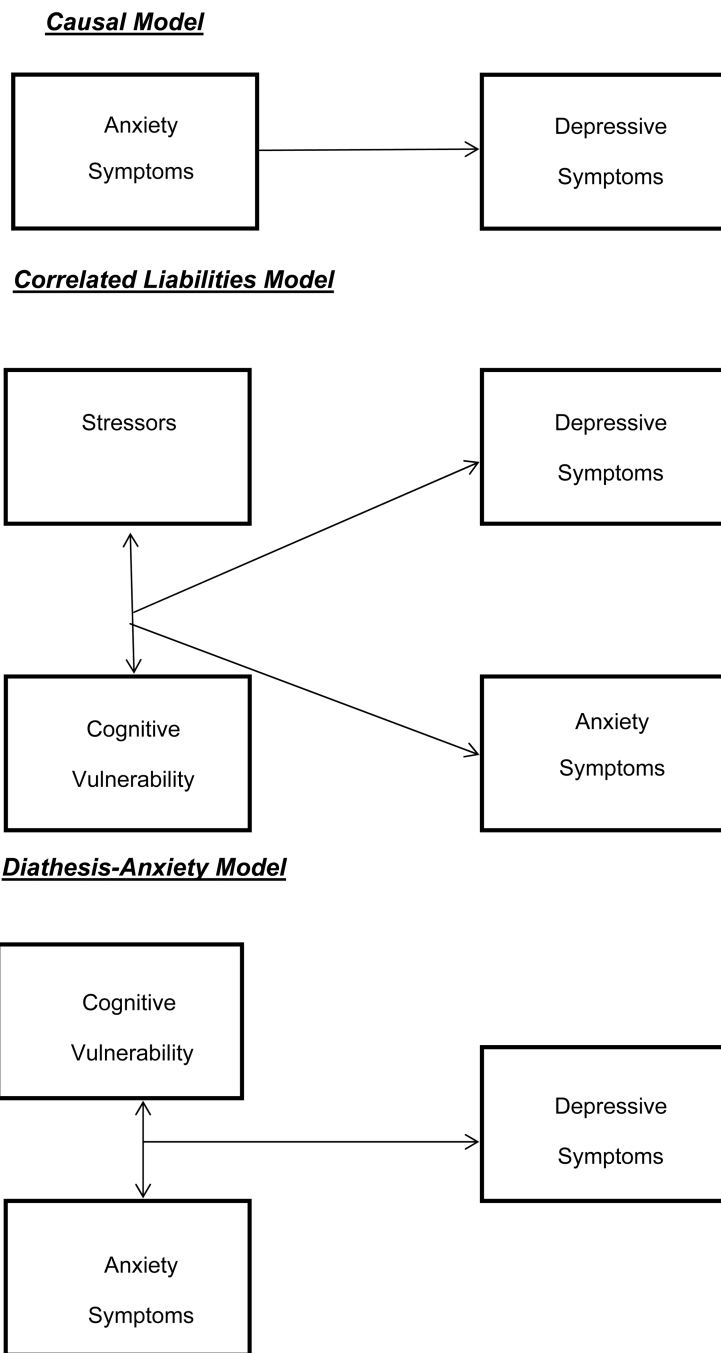 Causal Model
Anxiety
Symptoms
Depressive
Symptoms
Correlated Liabilities Model
Stressors
Depressive
Symptoms
Cognitive
Vulnerability
Anxiety
Symptoms
Diathesis-Anxiety Model
Cognitive
Vulnerability
Depressive
Symptoms
Anxiety
Symptoms